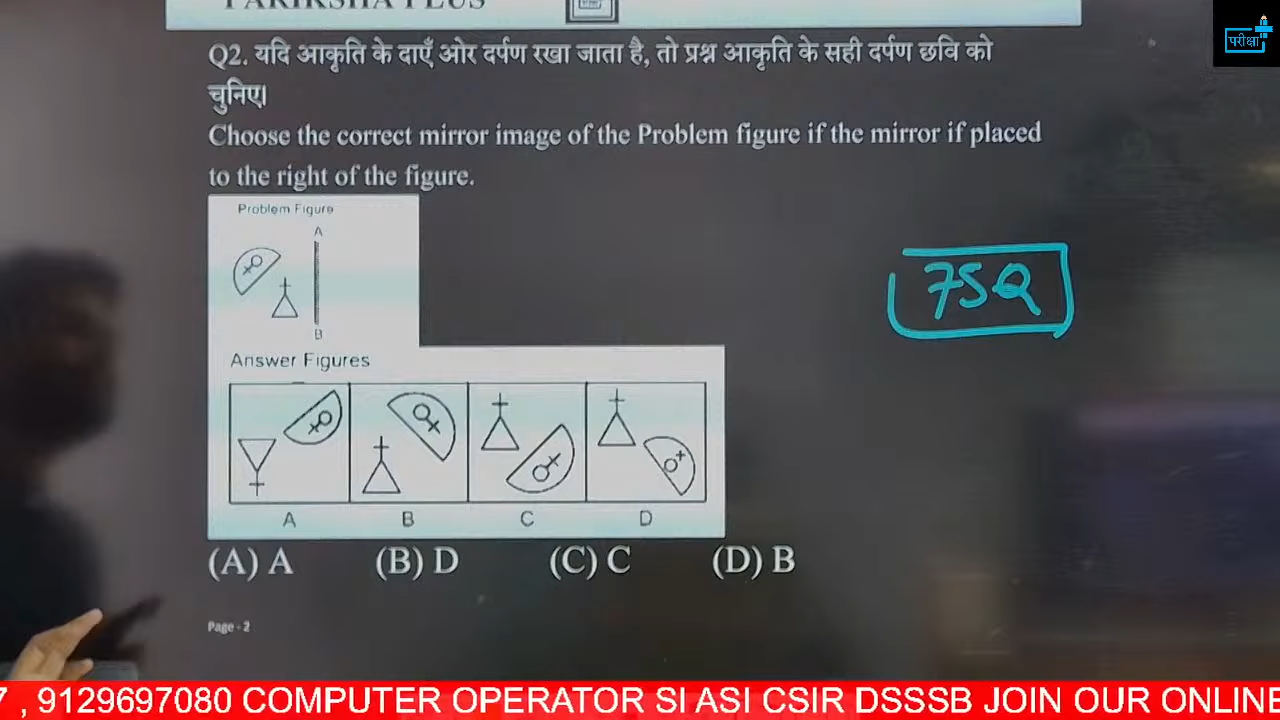 PARIKSHA PLUS
परीक्षा
Q2. यदि आकृति के दाएँ ओर दर्पण रखा जाता है, तो प्रश्न आकृति के सही दर्पण छवि को
चुनिए।
Choose the correct mirror image of the Problem figure if the mirror if placed
to the right of the figure.
Problem Figure
A
B
75Q
Answer Figures
A B C D
(A) A (B) D (C) C (D) B
Page - 2
7 , 9129697080 COMPUTER OPERATOR SI ASI CSIR DSSSB JOIN OUR ONLINE